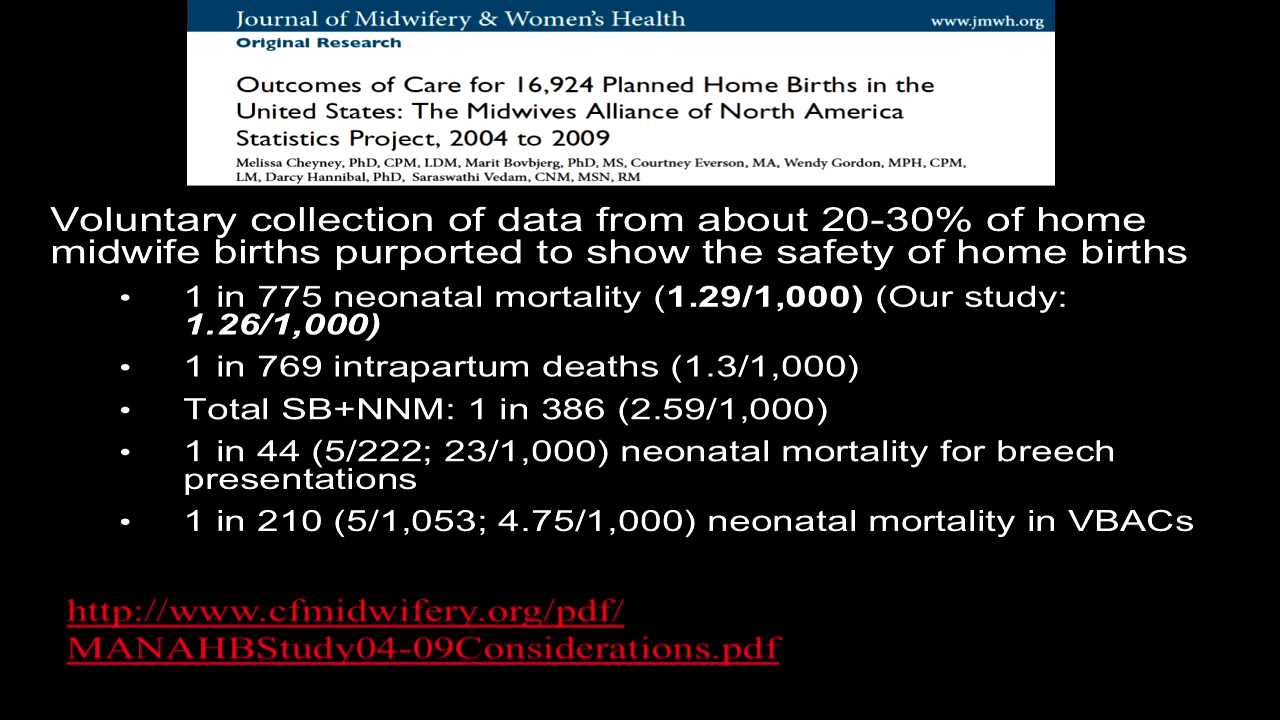 Journal of Midwifery & Women's Health www.jmwh.org
Original Research
Outcomes of Care for 16,924 Planned Home Births in the
United States: The Midwives Alliance of North America
Statistics Project, 2004 to 2009
Melissa Cheyney, PhD, CPM, LDM, Marit Bovbjerg, PhD, MS, Courtney Everson, MA, Wendy Gordon, MPH, CPM,
LM, Darcy Hannibal, PhD, Saraswathi Vedam, CNM, MSN, RM
Voluntary collection of data from about 20-30% of home
midwife births purported to show the safety of home births
• 1 in 775 neonatal mortality (1.29/1,000) (Our study:
1.26/1,000)
• 1 in 769 intrapartum deaths (1.3/1,000)
• Total SB+NNM: 1 in 386 (2.59/1,000)
• 1 in 44 (5/222; 23/1,000) neonatal mortality for breech
presentations
• 1 in 210 (5/1,053; 4.75/1,000) neonatal mortality in VBACs
http://www.cfmidwifery.org/pdf/
MANAHBStudy04-09Considerations.pdf